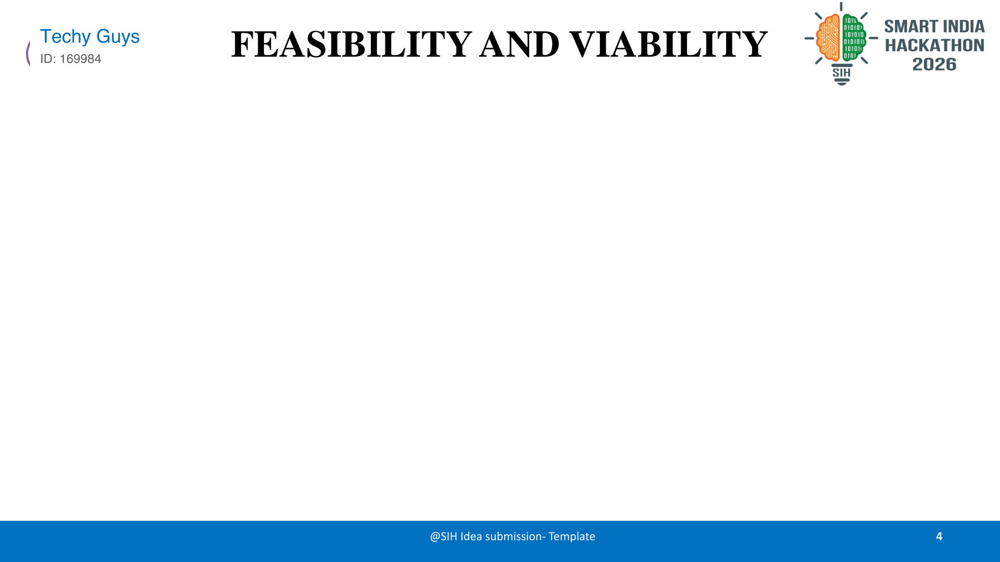 Techy Guys
ID: 169984
FEASIBILITY AND VIABILITY
SIH
SMART INDIA
HACKATHON
2026
@SIH Idea submission- Template
4